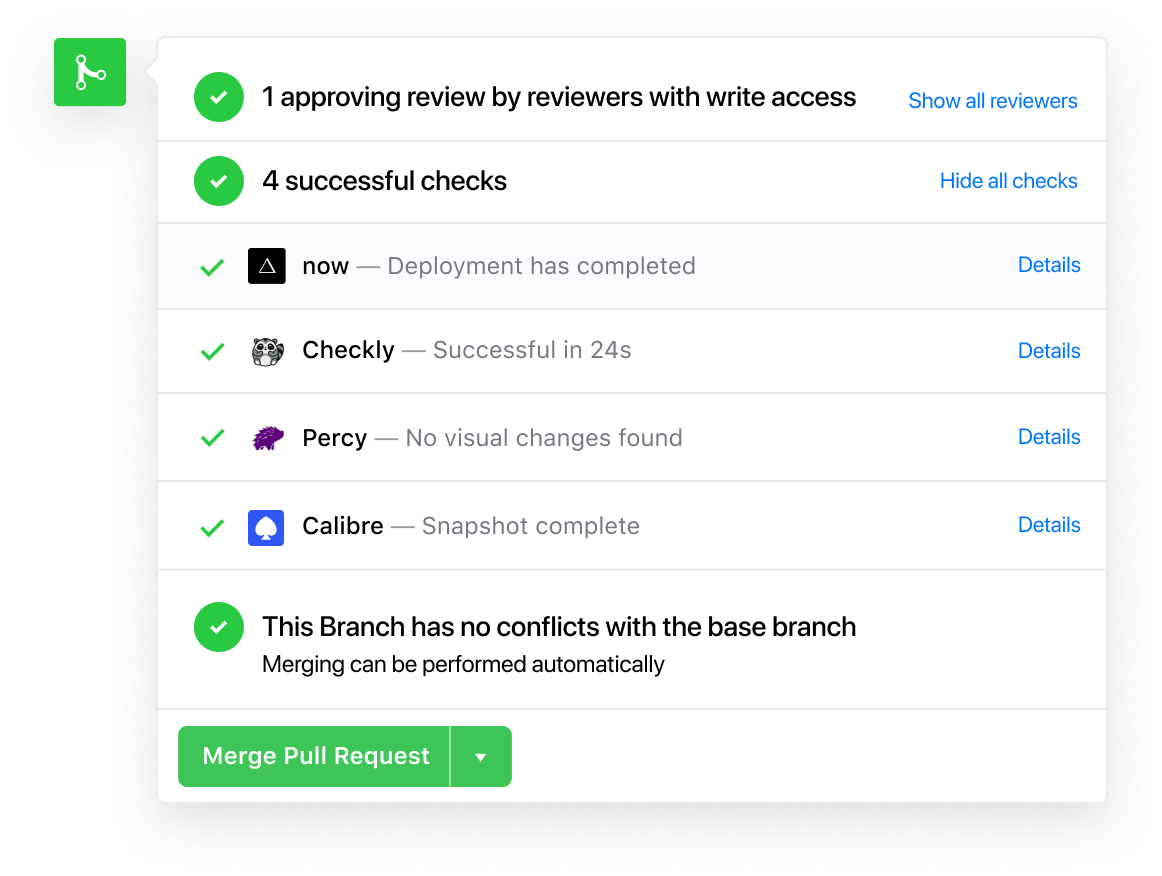 1 approving review by reviewers with write access Show all reviewers
4 successful checks Hide all checks
now — Deployment has completed Details
Checkly — Successful in 24s Details
Percy — No visual changes found Details
Calibre — Snapshot complete Details
This Branch has no conflicts with the base branch
Merging can be performed automatically
Merge Pull Request